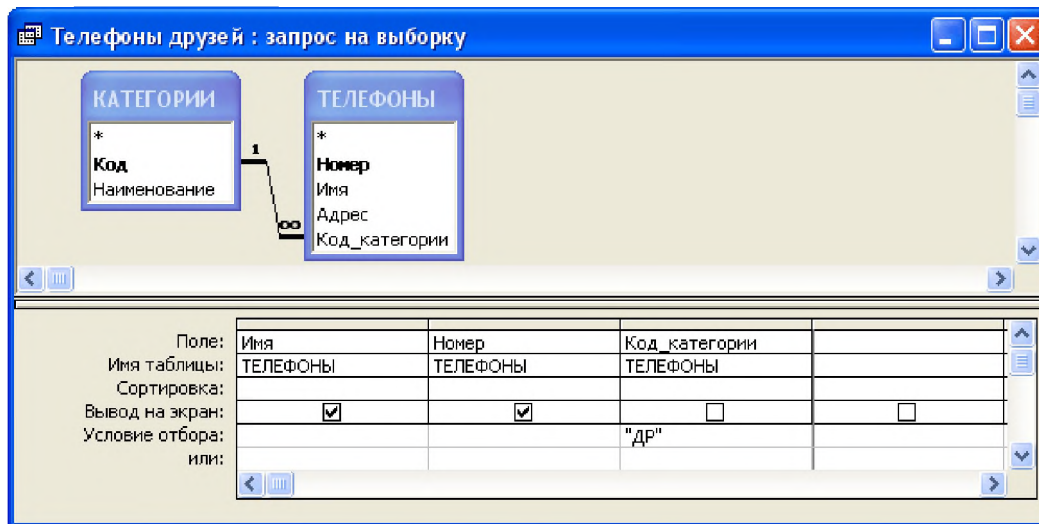 Телефоны друзей : запрос на выборку
КАТЕГОРИИ
*
Код
Наименование
1
∞
ТЕЛЕФОНЫ
*
Номер
Имя
Адрес
Код_категории
Поле: Имя Номер Код_категории
Имя таблицы: ТЕЛЕФОНЫ ТЕЛЕФОНЫ ТЕЛЕФОНЫ
Сортировка:
Вывод на экран:
Условие отбора: "ДР"
или: